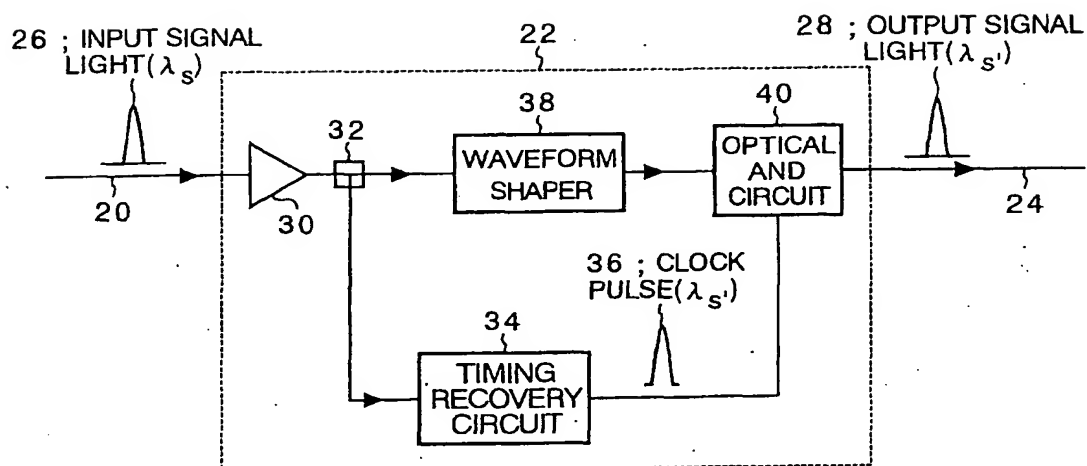 26 ; INPUT SIGNAL
LIGHT(λs)
22
28 ; OUTPUT SIGNAL
LIGHT(λs')
32
38
40
WAVEFORM
SHAPER
OPTICAL
AND
CIRCUIT
20
30
24
36 ; CLOCK
PULSE(λs')
34
TIMING
RECOVERY
CIRCUIT